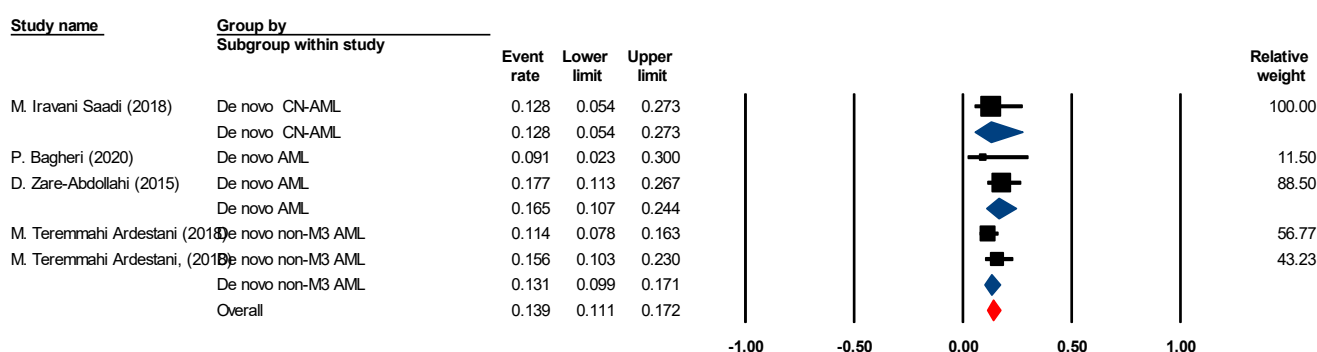 Study name Group by
Subgroup within study
Event rate Lower limit Upper limit Relative weight
M. Iravani Saadi (2018) De novo CN-AML 0.128 0.054 0.273 100.00
De novo CN-AML 0.128 0.054 0.273
P. Bagheri (2020) De novo AML 0.091 0.023 0.300 11.50
D. Zare-Abdollahi (2015) De novo AML 0.177 0.113 0.267 88.50
De novo AML 0.165 0.107 0.244
M. Teremmahi Ardestani (2018) De novo non-M3 AML 0.114 0.078 0.163 56.77
M. Teremmahi Ardestani, (2018) De novo non-M3 AML 0.156 0.103 0.230 43.23
De novo non-M3 AML 0.131 0.099 0.171
Overall 0.139 0.111 0.172
-1.00 -0.50 0.00 0.50 1.00